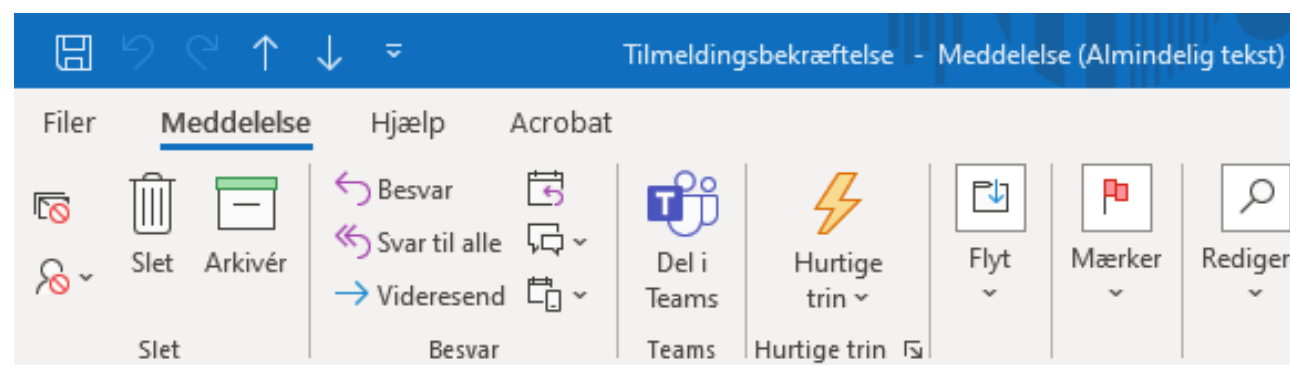 Tilmeldingsbekræftelse - Meddelelse (Almindelig tekst)
Filer Meddelelse Hjælp Acrobat
Slet
Arkivér
Besvar
Svar til alle
Videresend
Del i
Teams
Hurtige
trin
Flyt
Mærker
Rediger
Slet Besvar Teams Hurtige trin